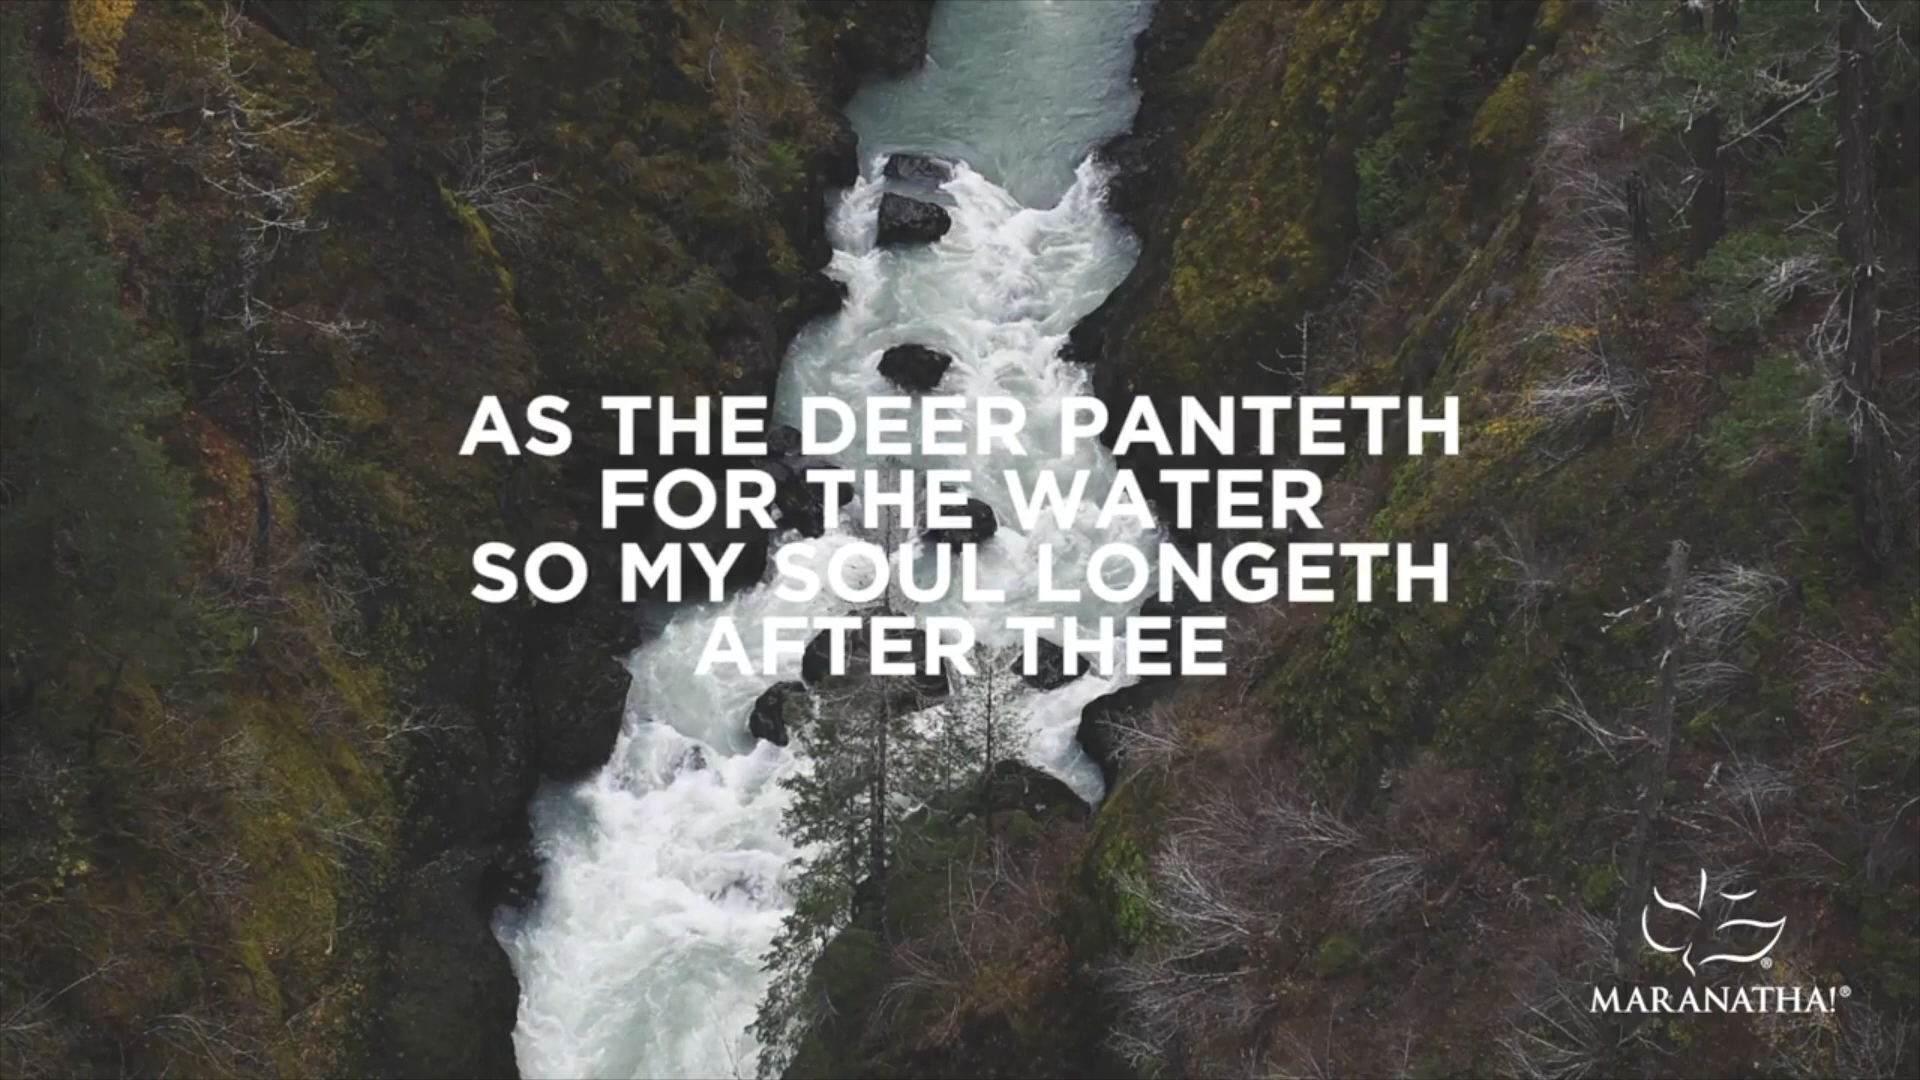 AS THE DEER PANTETH
FOR THE WATER
SO MY SOUL LONGETH
AFTER THEE
®
MARANATHA!®